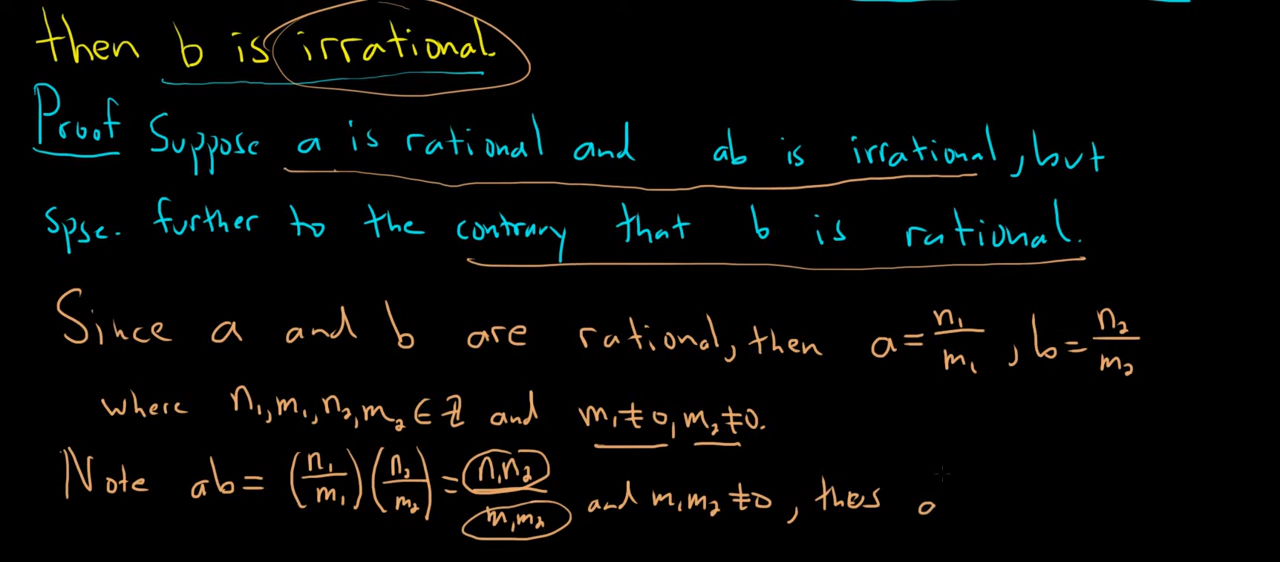 then b is irrational.
Proof Suppose a is rational and ab is irrational, but
spse. further to the contrary that b is rational.
Since a and b are rational, then a = n₁/m₁, b = n₂/m₂
where n₁, m₁, n₂, m₂ ∈ ℤ and m₁ ≠ 0, m₂ ≠ 0.
Note ab = (n₁/m₁)(n₂/m₂) = n₁n₂/m₁m₂ and m₁m₂ ≠ 0, thus